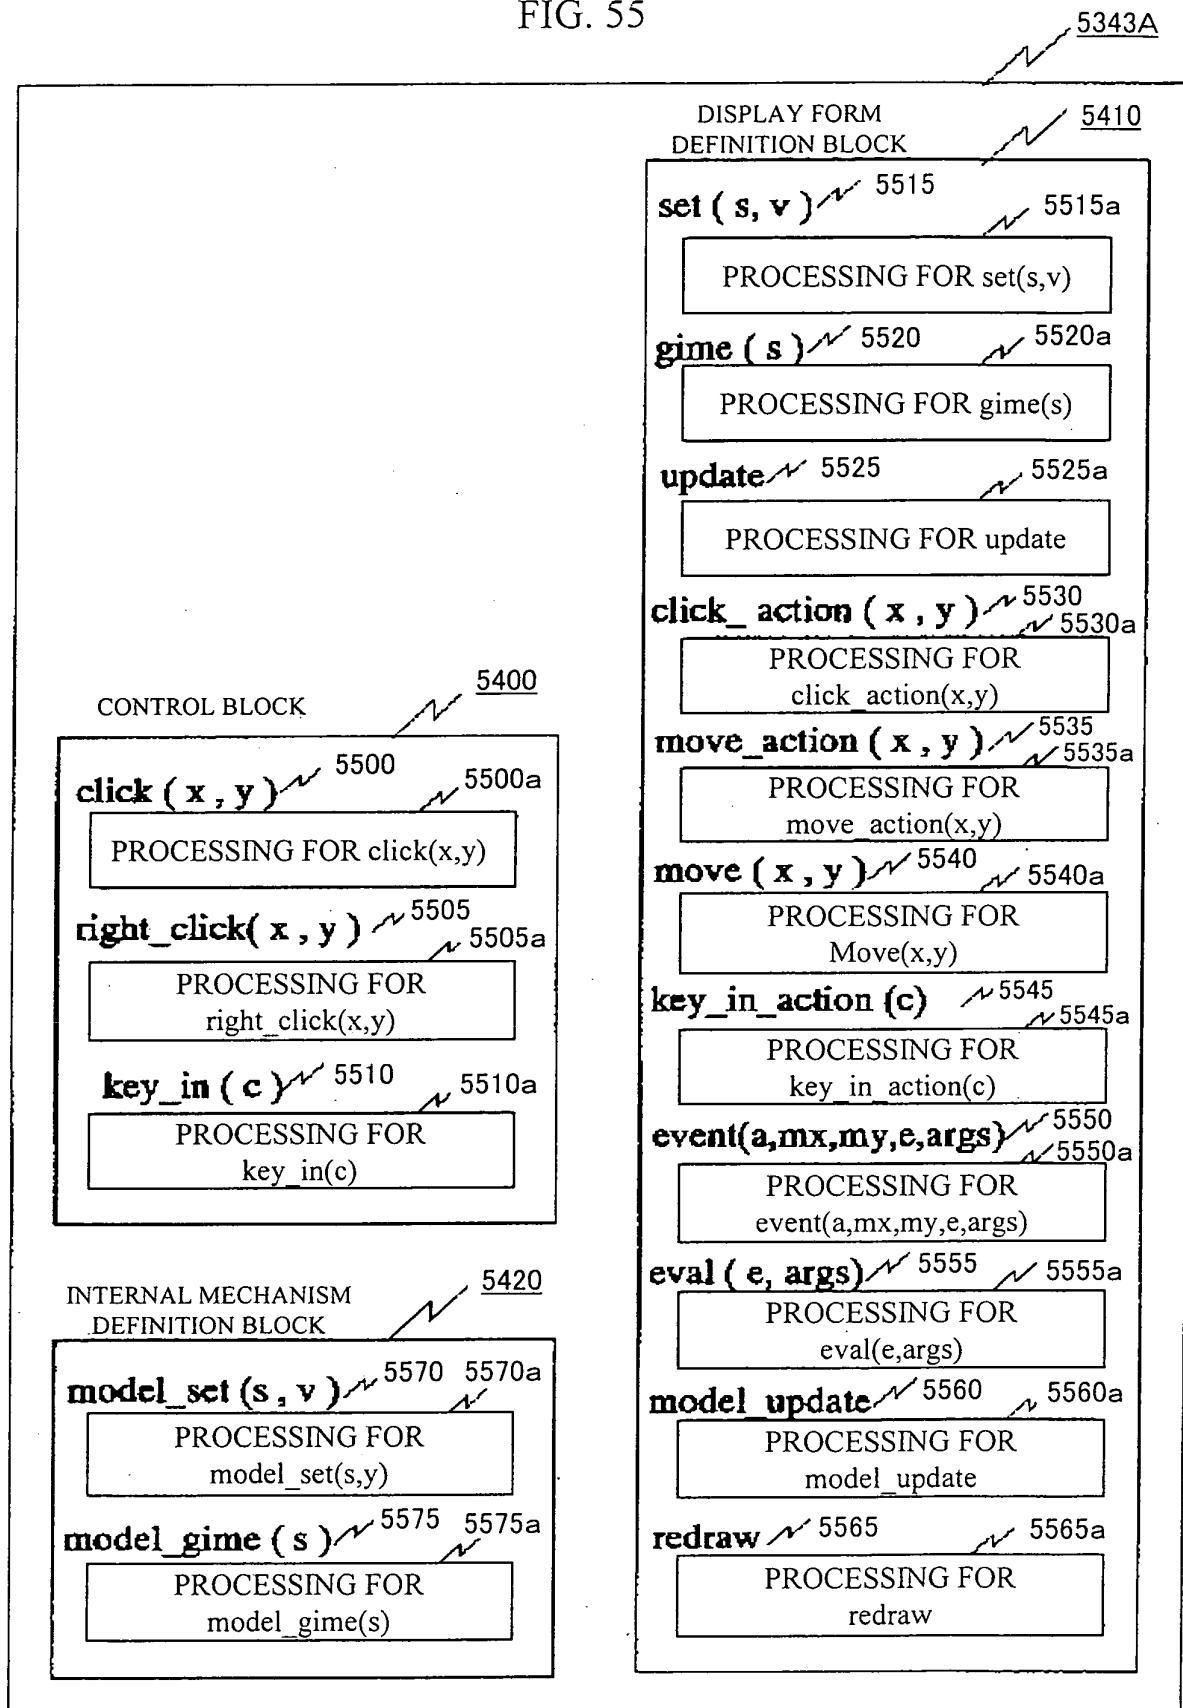 FIG. 55
5343A
DISPLAY FORM
DEFINITION BLOCK
5410
set ( s, v )
5515
5515a
PROCESSING FOR set(s,v)
gime ( s )
5520
5520a
PROCESSING FOR gime(s)
update
5525
5525a
PROCESSING FOR update
click_ action ( x , y )
5530
5530a
PROCESSING FOR
click_action(x,y)
move_action ( x , y )
5535
5535a
PROCESSING FOR
move_action(x,y)
move ( x , y )
5540
5540a
PROCESSING FOR
Move(x,y)
key_in_action (c)
5545
5545a
PROCESSING FOR
key_in_action(c)
event(a,mx,my,e,args)
5550
5550a
PROCESSING FOR
event(a,mx,my,e,args)
eval ( e, args)
5555
5555a
PROCESSING FOR
eval(e,args)
model_update
5560
5560a
PROCESSING FOR
model_update
redraw
5565
5565a
PROCESSING FOR
redraw
CONTROL BLOCK
5400
click ( x , y )
5500
5500a
PROCESSING FOR click(x,y)
right_click( x , y )
5505
5505a
PROCESSING FOR
right_click(x,y)
key_in ( c )
5510
5510a
PROCESSING FOR
key_in(c)
INTERNAL MECHANISM
DEFINITION BLOCK
5420
model_set (s , v )
5570
5570a
PROCESSING FOR
model_set(s,y)
model_gime ( s )
5575
5575a
PROCESSING FOR
model_gime(s)